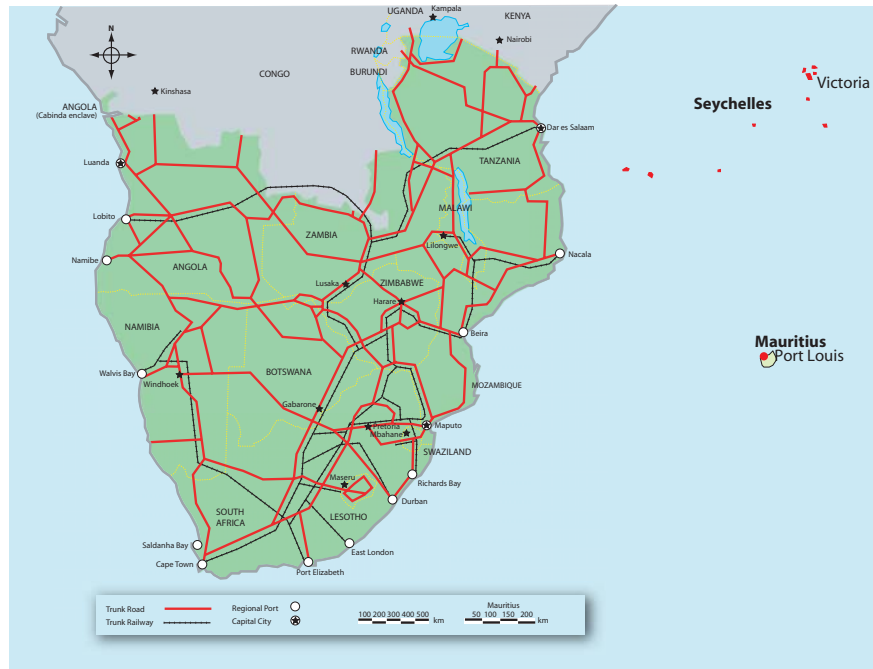 UGANDA
Kampala
KENYA
N
Nairobi
RWANDA
BURUNDI
CONGO
Kinshasa
Victoria
Seychelles
ANGOLA
(Cabinda enclave)
Dar es Salaam
Luanda
TANZANIA
MALAWI
Lobito
ZAMBIA
Lilongwe
Nacala
Namibe
ANGOLA
Lusaka
ZIMBABWE
Harare
NAMIBIA
Beira
Mauritius
Port Louis
Walvis Bay
Windhoek
BOTSWANA
MOZAMBIQUE
Gabarone
Pretoria
Mbahane
Maputo
SWAZILAND
Maseru
Richards Bay
Durban
SOUTH
AFRICA
LESOTHO
Saldanha Bay
East London
Cape Town
Port Elizabeth
Trunk Road
Regional Port
Mauritius
100 200 300 400 500
km
50 100 150 200
km
Trunk Railway
Capital City